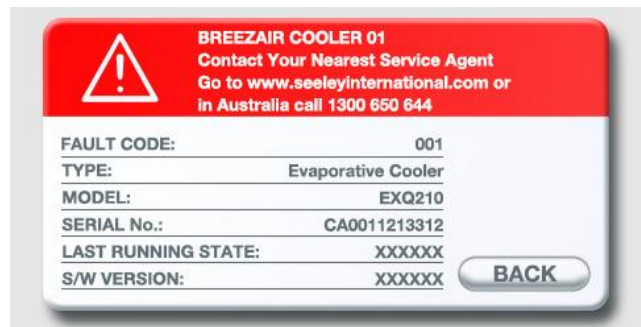 BREEZAIR COOLER 01
Contact Your Nearest Service Agent
Go to www.seeleyinternational.com or
in Australia call 1300 650 644
FAULT CODE: 001
TYPE: Evaporative Cooler
MODEL: EXQ210
SERIAL No.: CA0011213312
LAST RUNNING STATE: XXXXXX
S/W VERSION: XXXXXX
BACK